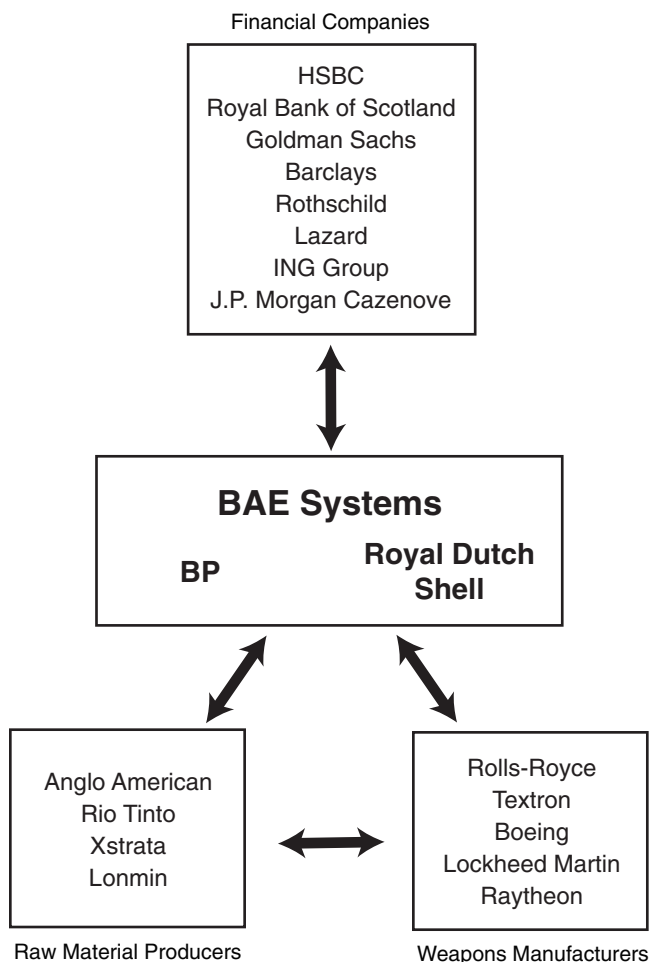 Financial Companies
HSBC
Royal Bank of Scotland
Goldman Sachs
Barclays
Rothschild
Lazard
ING Group
J.P. Morgan Cazenove
BAE Systems
BP
Royal Dutch
Shell
Anglo American
Rio Tinto
Xstrata
Lonmin
Raw Material Producers
Rolls-Royce
Textron
Boeing
Lockheed Martin
Raytheon
Weapons Manufacturers